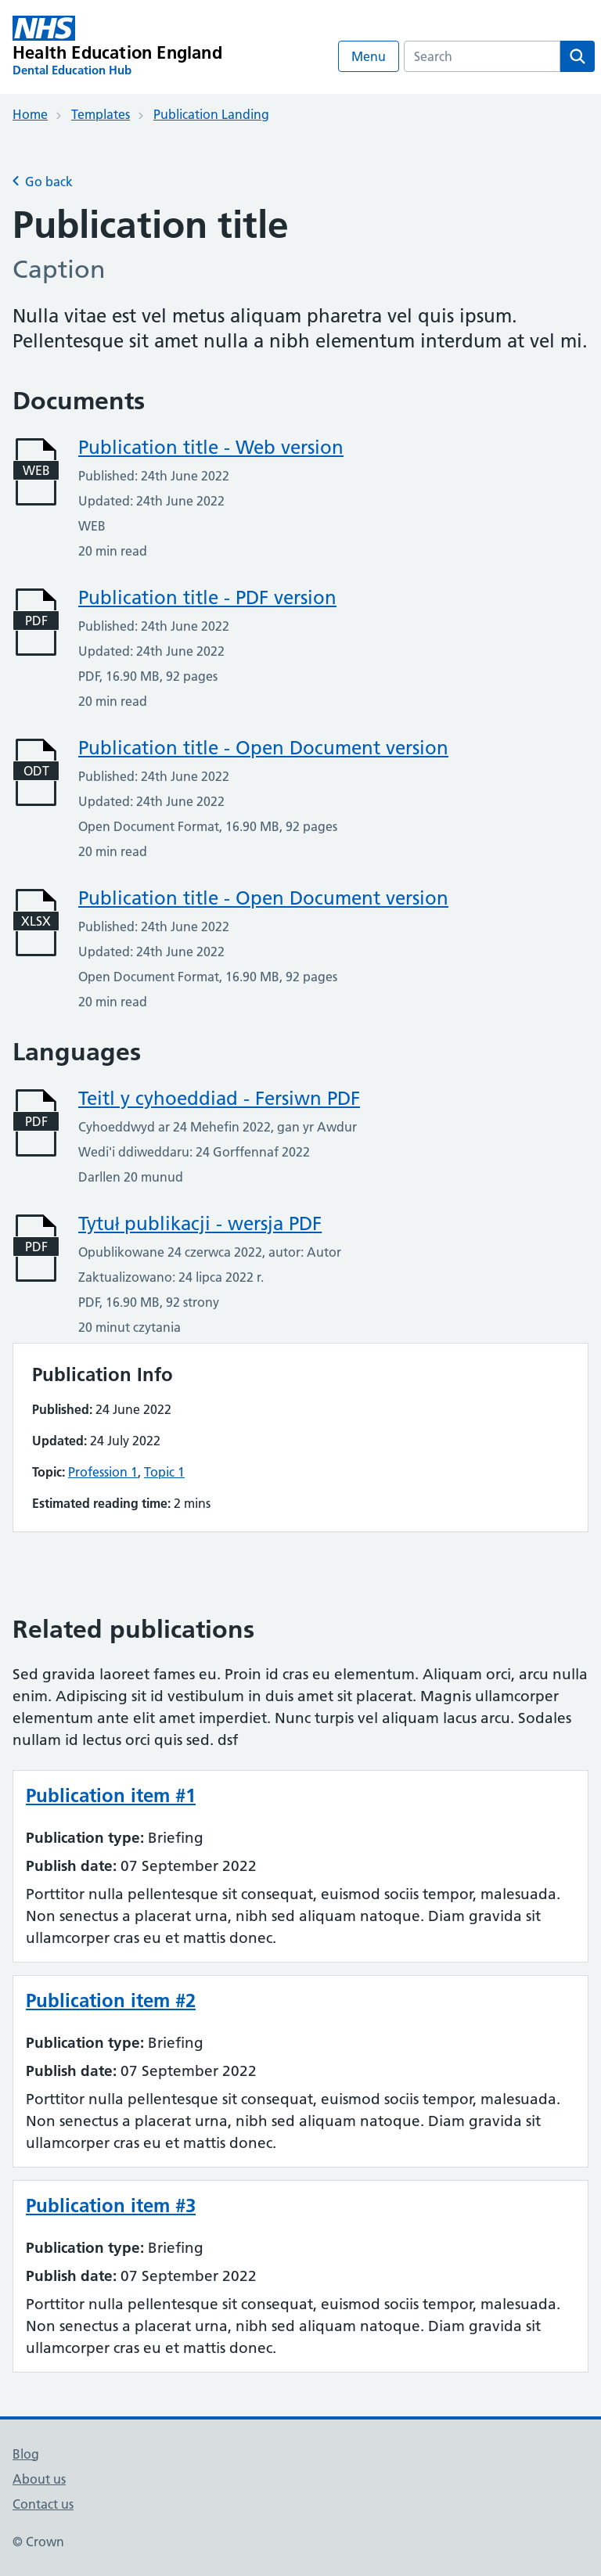 NHS
Health Education England
Dental Education Hub
Menu
Search
Home
Templates
Publication Landing
Go back
Publication title
Caption
Nulla vitae est vel metus aliquam pharetra vel quis ipsum.
Pellentesque sit amet nulla a nibh elementum interdum at vel mi.
Documents
WEB
Publication title - Web version
Published: 24th June 2022
Updated: 24th June 2022
WEB
20 min read
PDF
Publication title - PDF version
Published: 24th June 2022
Updated: 24th June 2022
PDF, 16.90 MB, 92 pages
20 min read
ODT
Publication title - Open Document version
Published: 24th June 2022
Updated: 24th June 2022
Open Document Format, 16.90 MB, 92 pages
20 min read
XLSX
Publication title - Open Document version
Published: 24th June 2022
Updated: 24th June 2022
Open Document Format, 16.90 MB, 92 pages
20 min read
Languages
PDF
Teitl y cyhoeddiad - Fersiwn PDF
Cyhoeddwyd ar 24 Mehefin 2022, gan yr Awdur
Wedi'i ddiweddaru: 24 Gorffennaf 2022
Darllen 20 munud
PDF
Tytuł publikacji - wersja PDF
Opublikowane 24 czerwca 2022, autor: Autor
Zaktualizowano: 24 lipca 2022 r.
PDF, 16.90 MB, 92 strony
20 minut czytania
Publication Info
Published: 24 June 2022
Updated: 24 July 2022
Topic: Profession 1, Topic 1
Estimated reading time: 2 mins
Related publications
Sed gravida laoreet fames eu. Proin id cras eu elementum. Aliquam orci, arcu nulla
enim. Adipiscing sit id vestibulum in duis amet sit placerat. Magnis ullamcorper
elementum ante elit amet imperdiet. Nunc turpis vel aliquam lacus arcu. Sodales
nullam id lectus orci quis sed. dsf
Publication item #1
Publication type: Briefing
Publish date: 07 September 2022
Porttitor nulla pellentesque sit consequat, euismod sociis tempor, malesuada.
Non senectus a placerat urna, nibh sed aliquam natoque. Diam gravida sit
ullamcorper cras eu et mattis donec.
Publication item #2
Publication type: Briefing
Publish date: 07 September 2022
Porttitor nulla pellentesque sit consequat, euismod sociis tempor, malesuada.
Non senectus a placerat urna, nibh sed aliquam natoque. Diam gravida sit
ullamcorper cras eu et mattis donec.
Publication item #3
Publication type: Briefing
Publish date: 07 September 2022
Porttitor nulla pellentesque sit consequat, euismod sociis tempor, malesuada.
Non senectus a placerat urna, nibh sed aliquam natoque. Diam gravida sit
ullamcorper cras eu et mattis donec.
Blog
About us
Contact us
© Crown